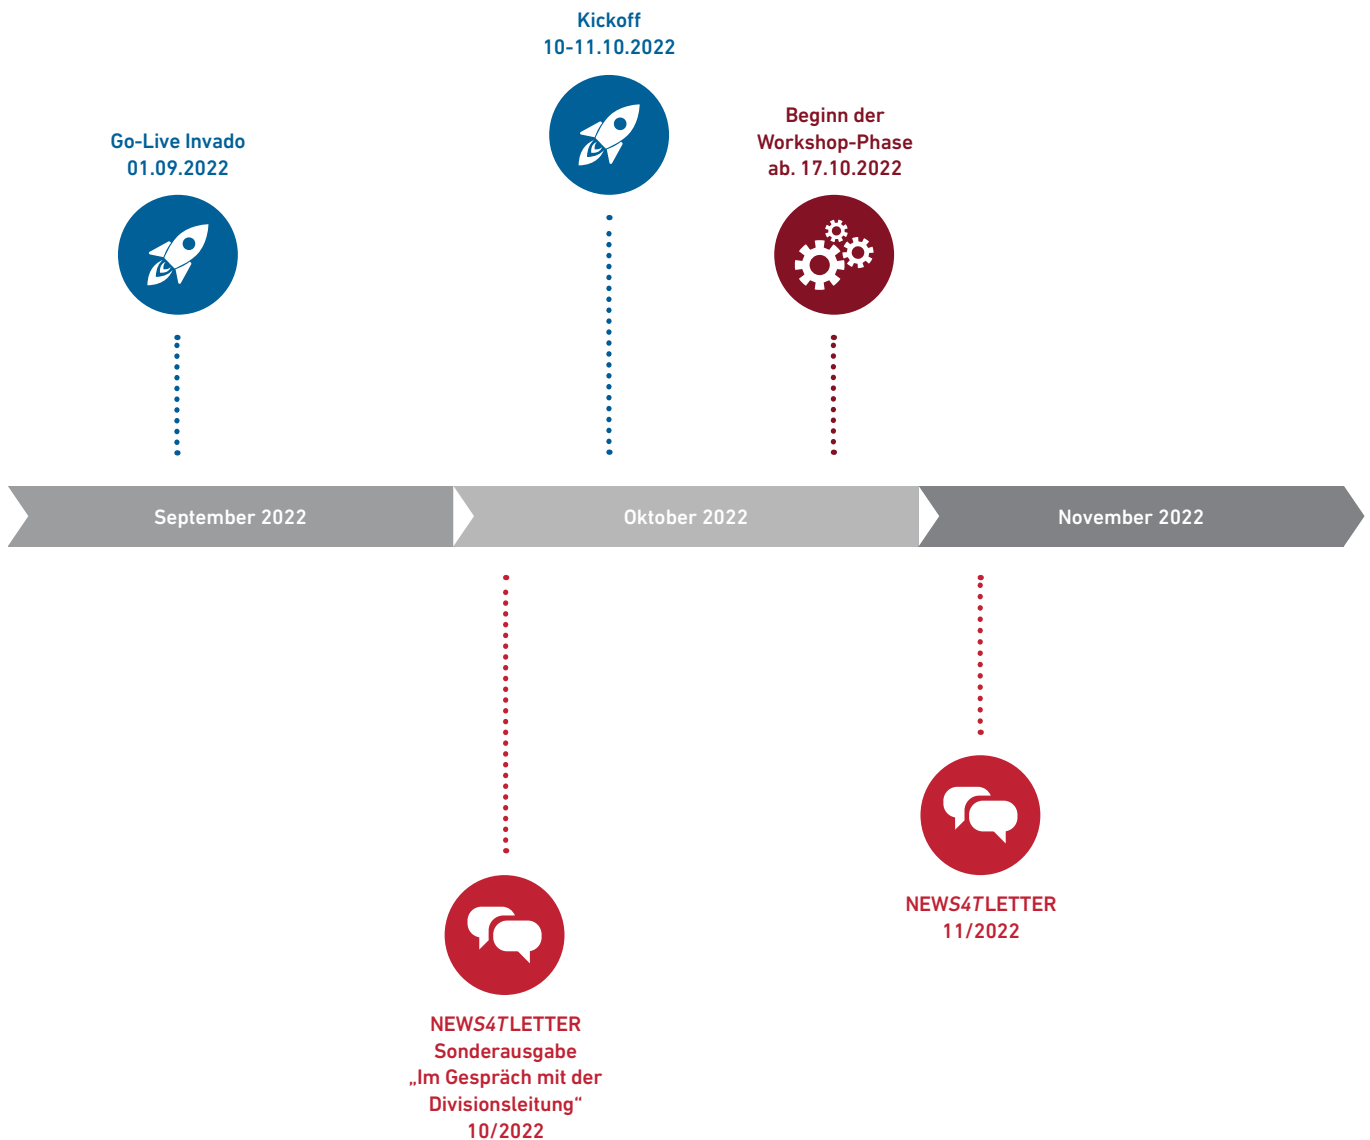 Kickoff
10-11.10.2022
Go-Live Invado
01.09.2022
Beginn der
Workshop-Phase
ab. 17.10.2022
September 2022
Oktober 2022
November 2022
NEWS4TLETTER
11/2022
NEWS4TLETTER
Sonderausgabe
„Im Gespräch mit der
Divisionsleitung“
10/2022